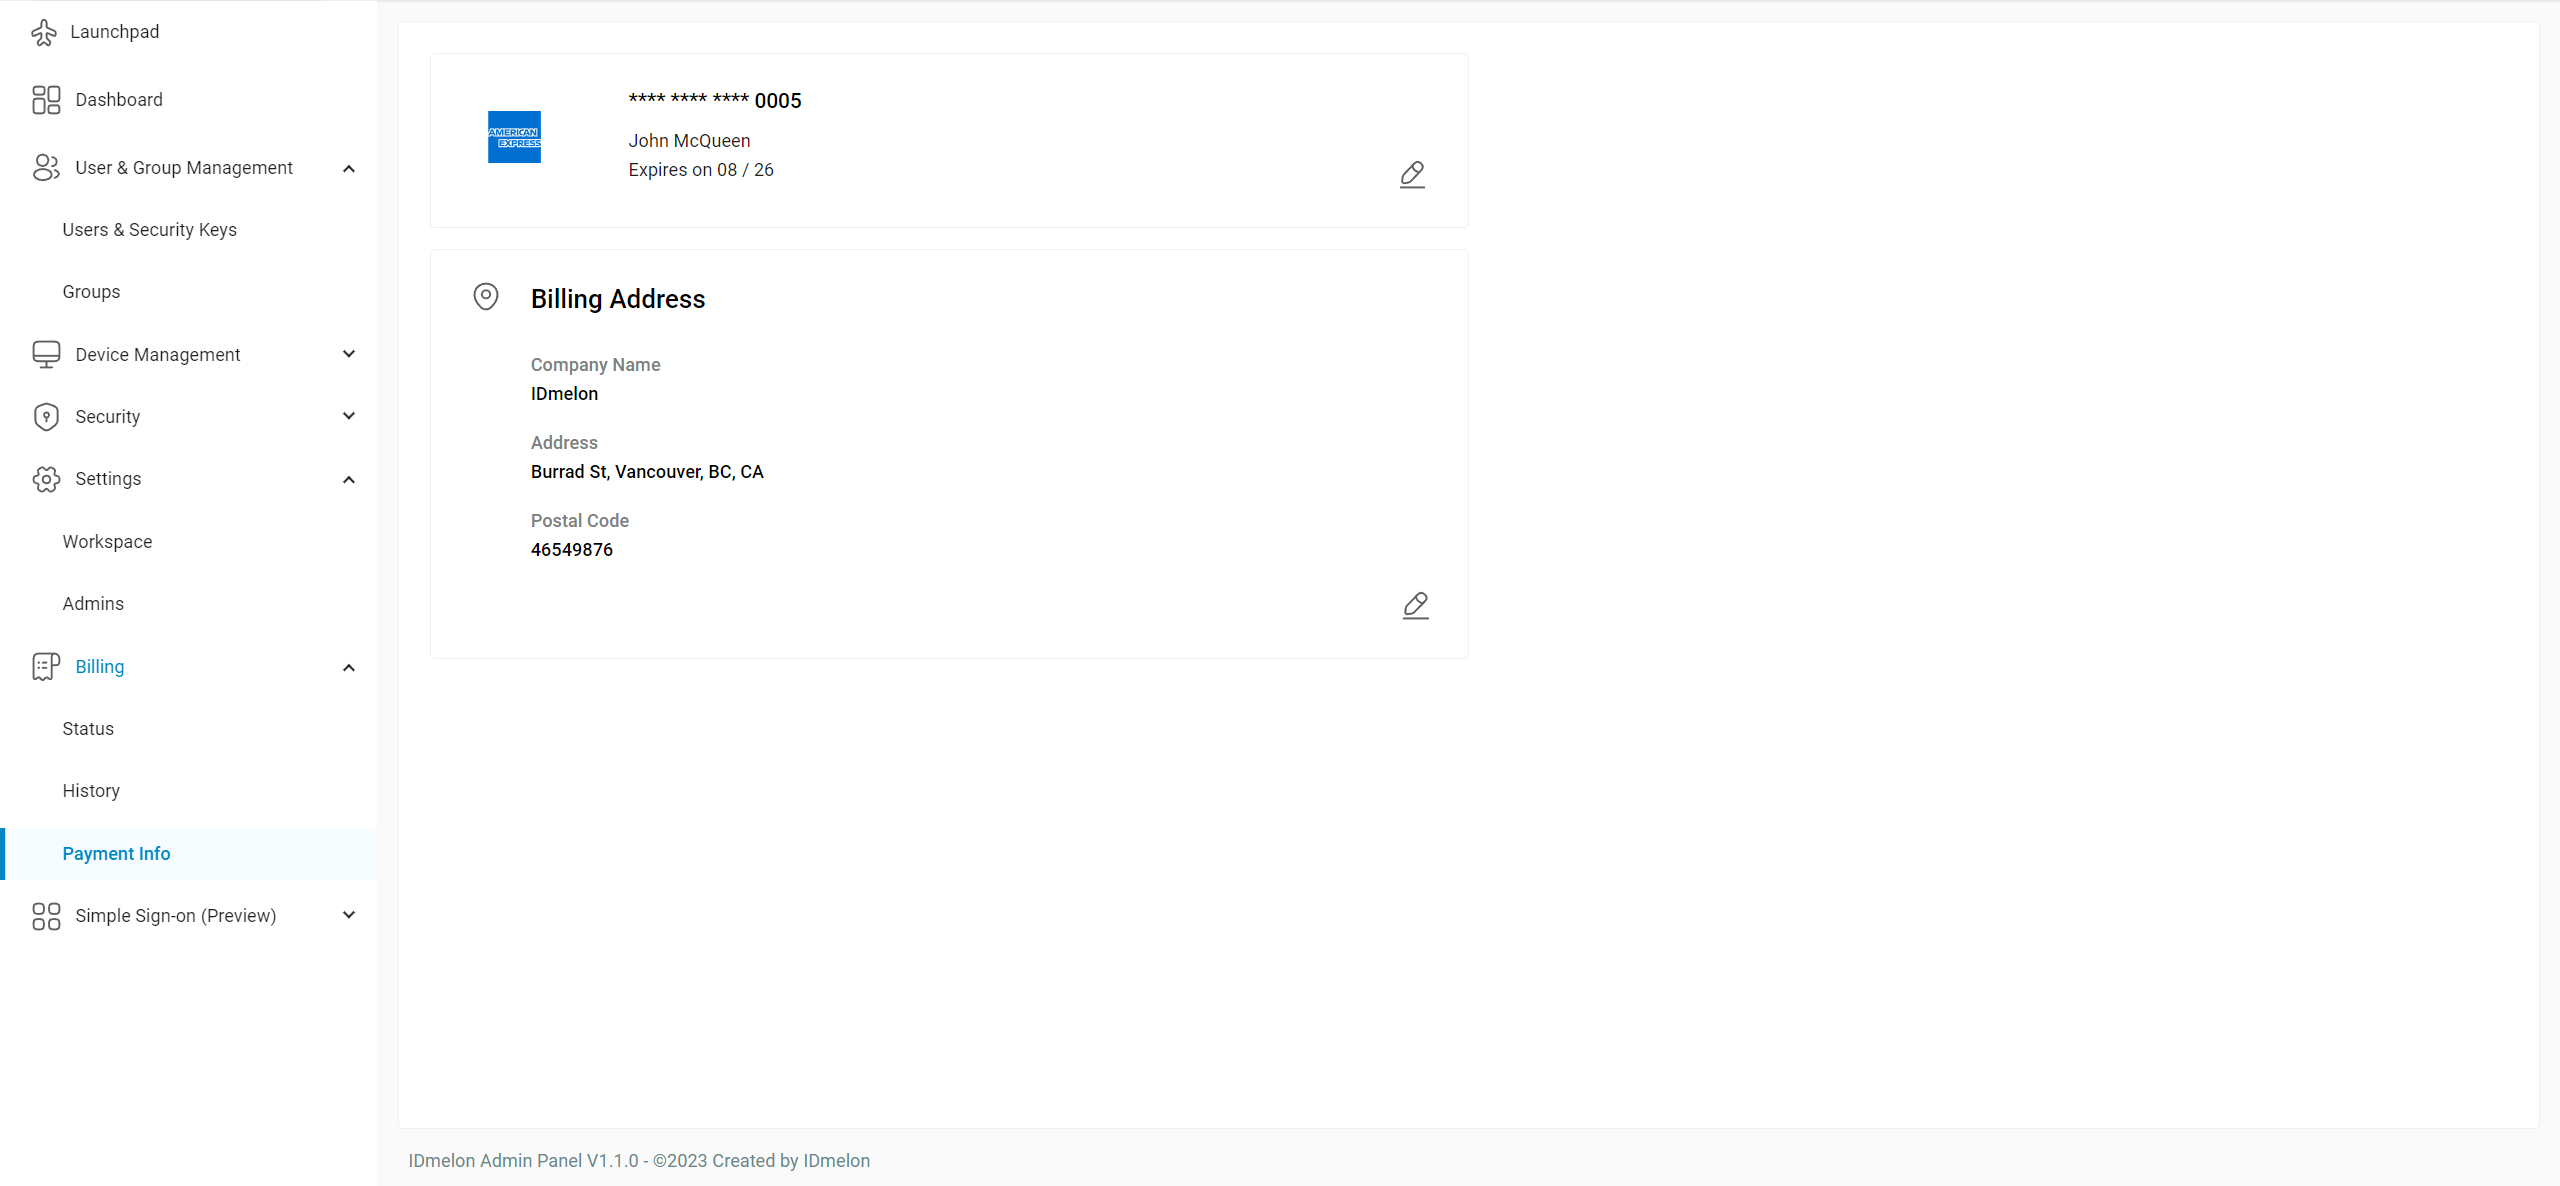 Launchpad
Dashboard
User & Group Management
Users & Security Keys
Groups
Device Management
Security
Settings
Workspace
Admins
Billing
Status
History
Payment Info
Simple Sign-on (Preview)
AMERICAN
EXPRESS
**** **** **** 0005
John McQueen
Expires on 08 / 26
Billing Address
Company Name
IDmelon
Address
Burrad St, Vancouver, BC, CA
Postal Code
46549876
IDmelon Admin Panel V1.1.0 - ©2023 Created by IDmelon